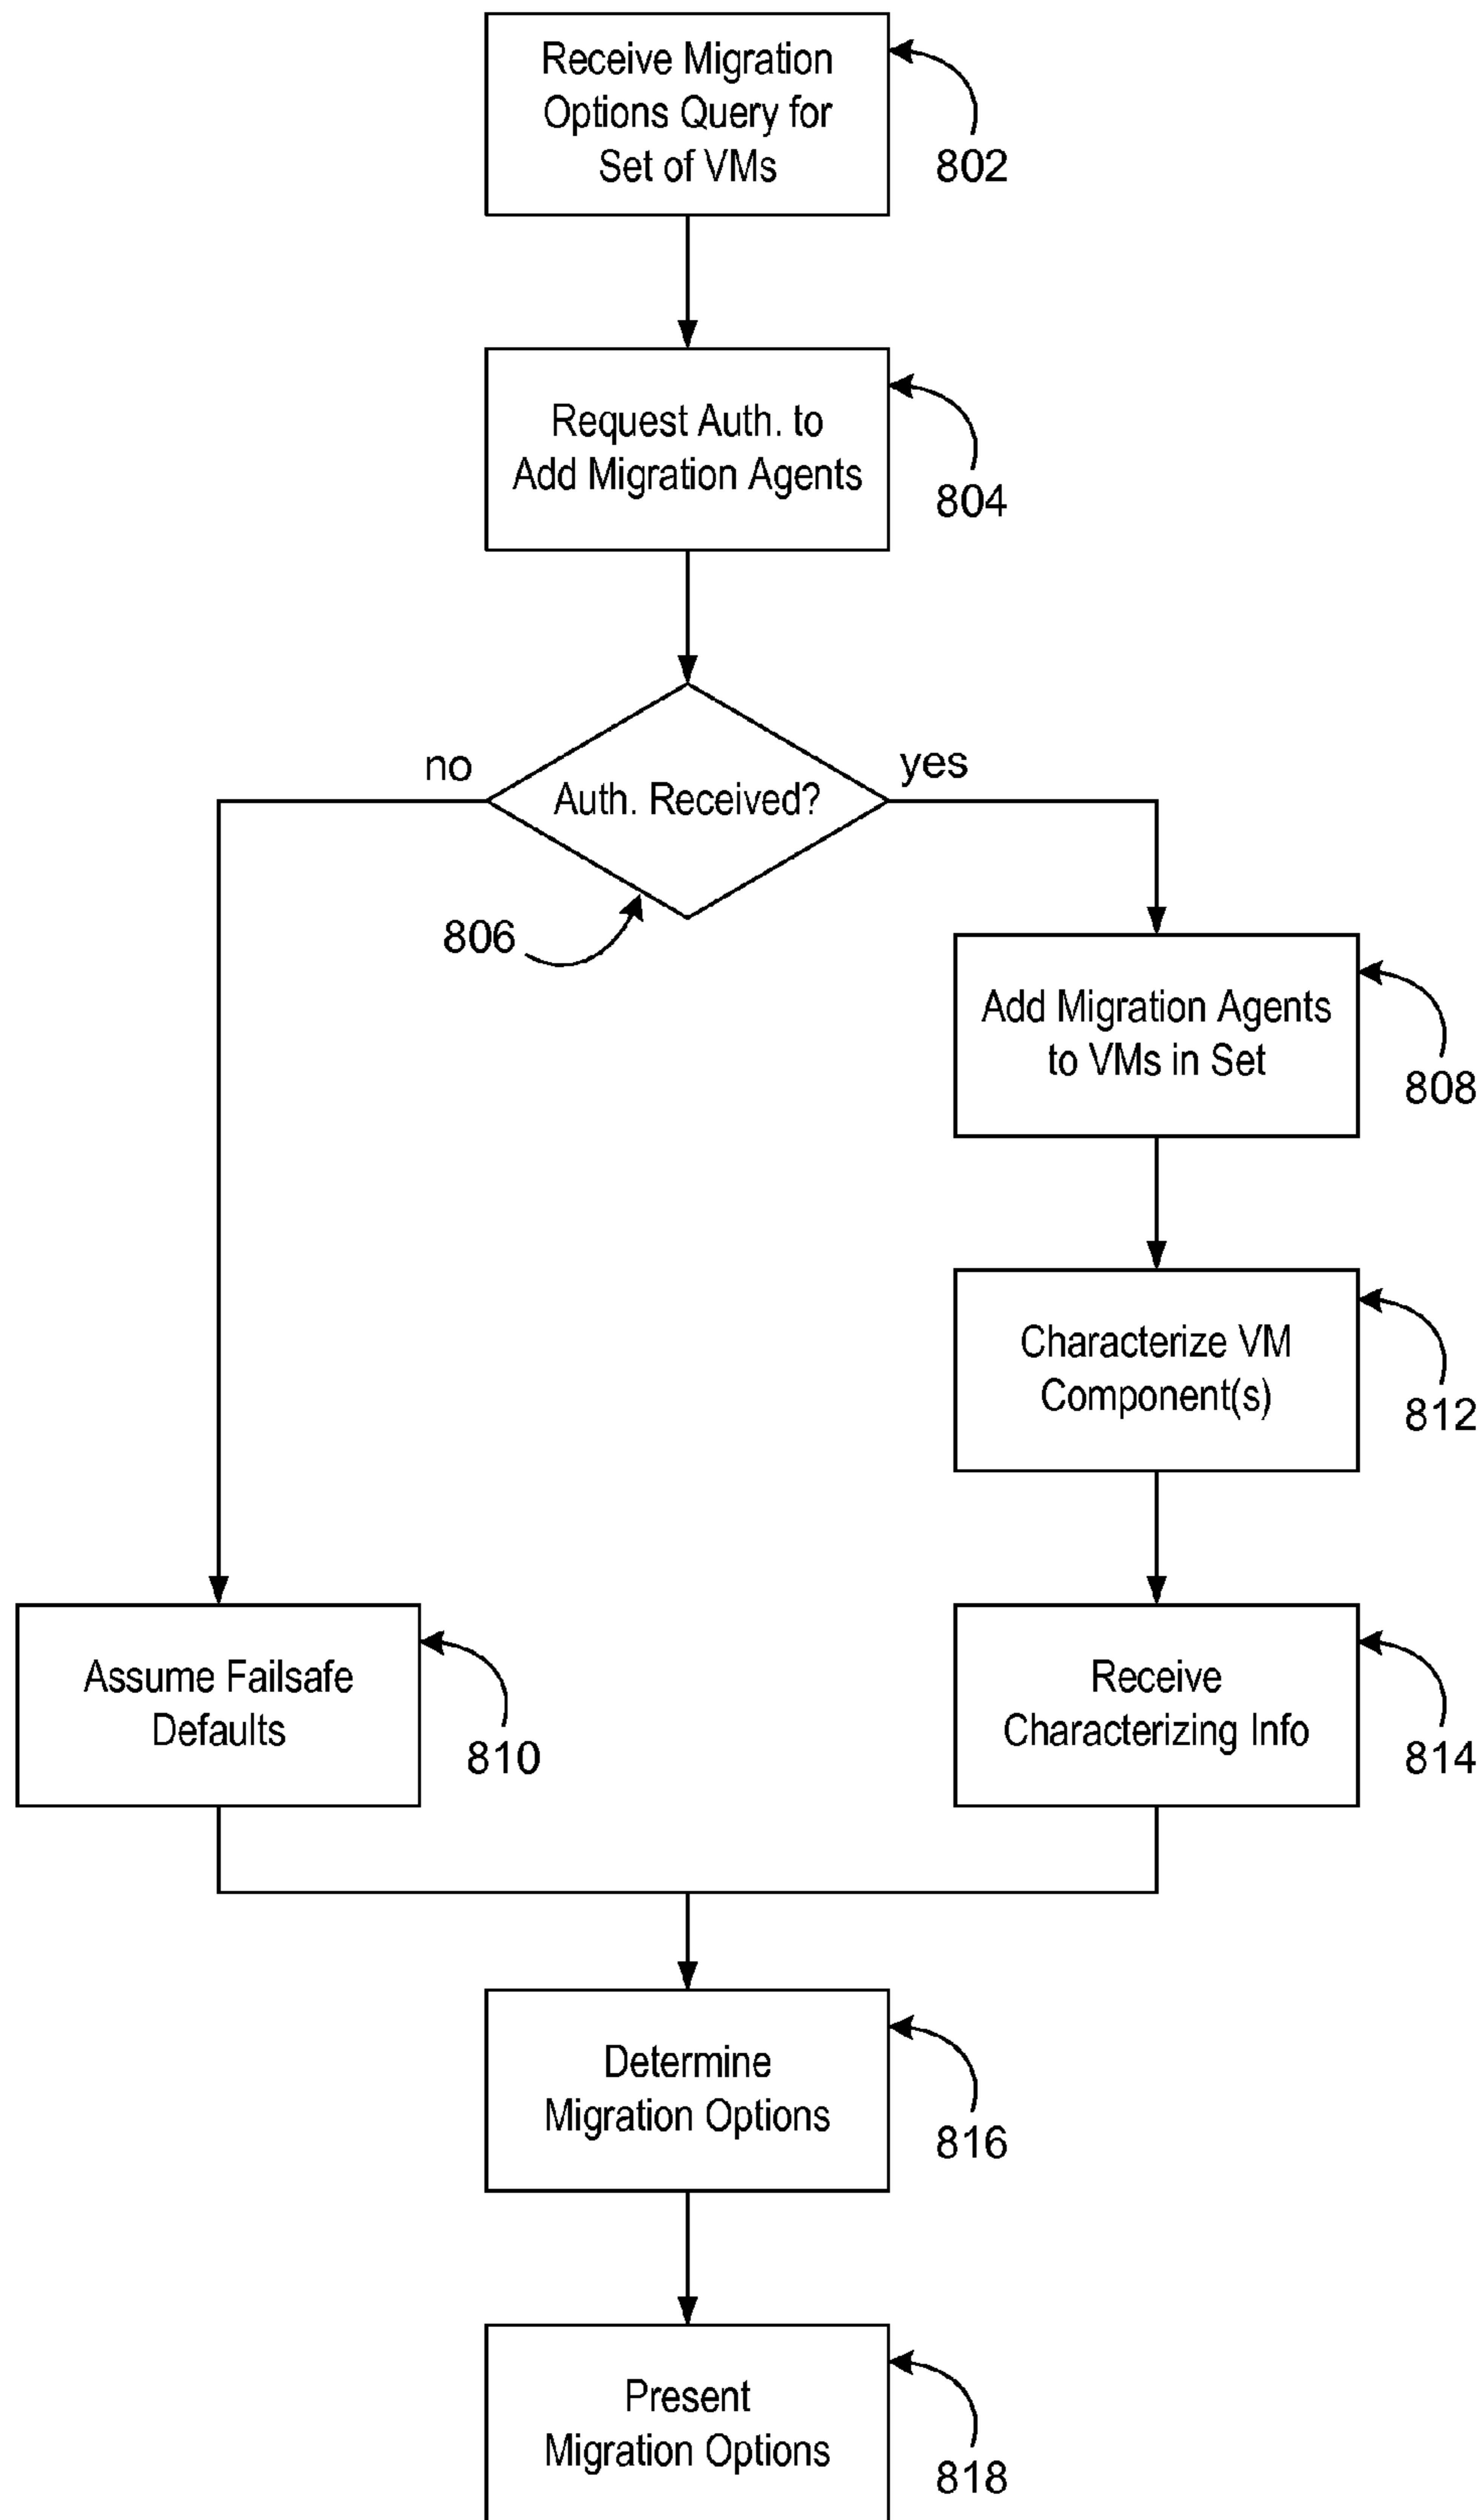 Receive Migration
Options Query for
Set of VMs
802
Request Auth. to
Add Migration Agents
804
no
yes
Auth. Received?
806
Add Migration Agents
to VMs in Set
808
Characterize VM
Component(s)
812
Assume Failsafe
Defaults
810
Receive
Characterizing Info
814
Determine
Migration Options
816
Present
Migration Options
818